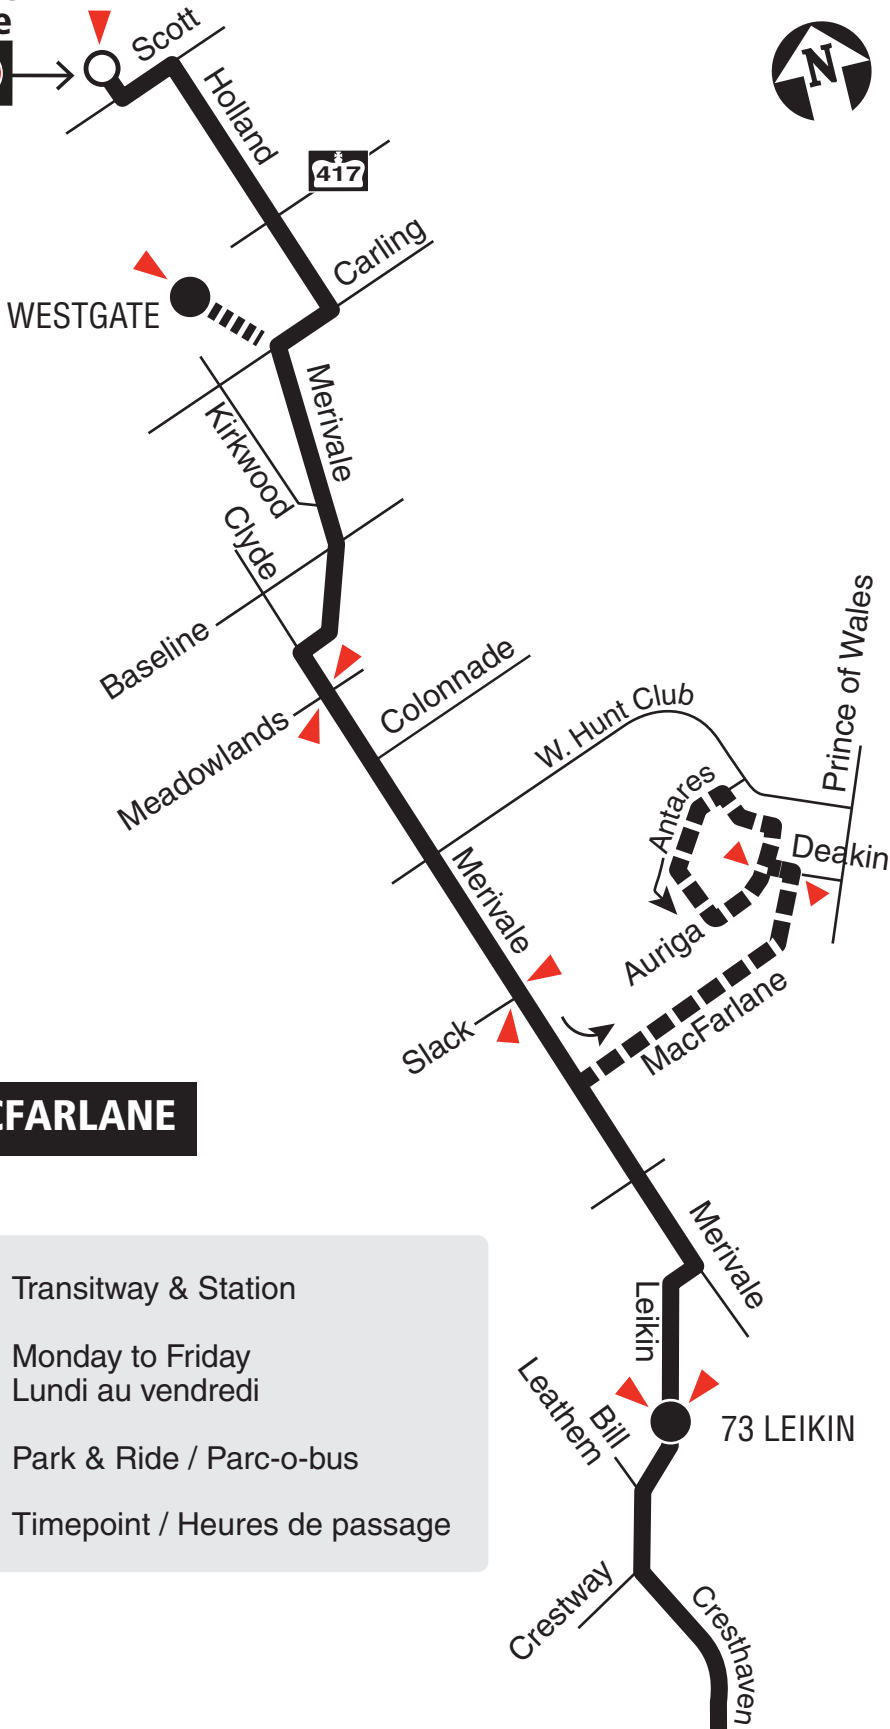 e
Scott
N
Holland
417
Carling
WESTGATE
Merivale
Kirkwood
Clyde
Baseline
Meadowlands
Colonnade
W. Hunt Club
Prince of Wales
Antares
Deakin
Merivale
Auriga
MacFarlane
Slack
CFARLANE
Merivale
Leikin
Transitway & Station
Monday to Friday
Lundi au vendredi
Park & Ride / Parc-o-bus
Timepoint / Heures de passage
Bill
Leathem
73 LEIKIN
Crestway
Cresthaven